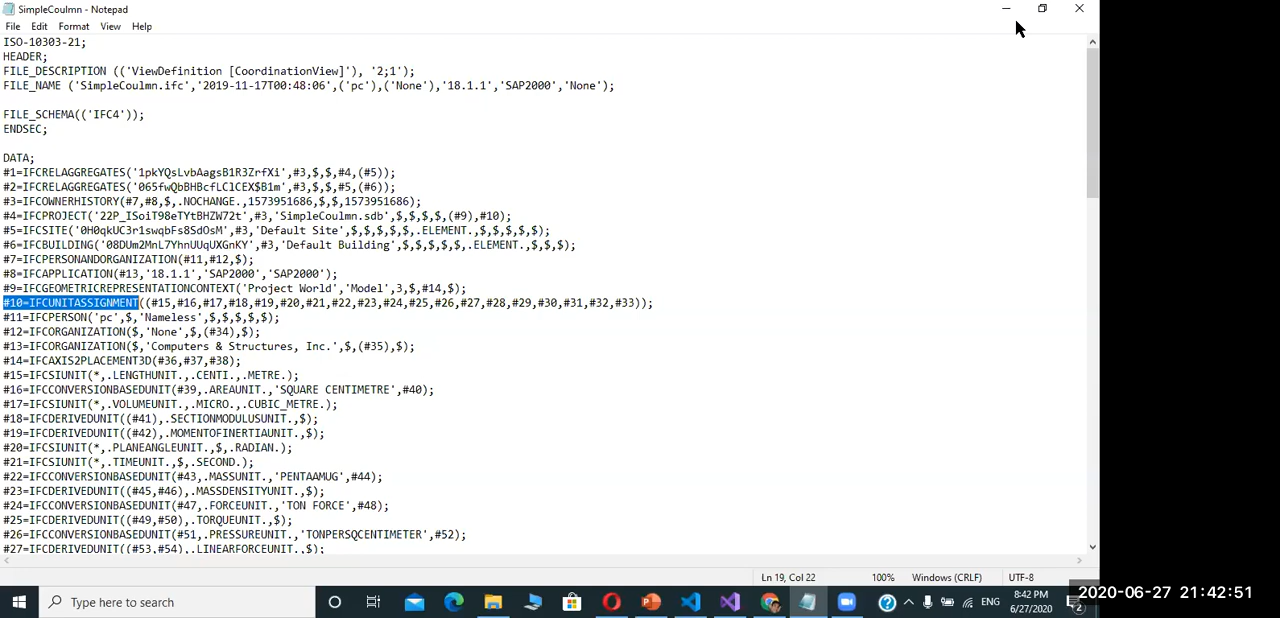 SimpleCoulmn - Notepad
File Edit Format View Help
ISO-10303-21;
HEADER;
FILE_DESCRIPTION (('ViewDefinition [CoordinationView]'), '2;1');
FILE_NAME ('SimpleCoulmn.ifc','2019-11-17T00:48:06',('pc'),('None'),'18.1.1','SAP2000','None');
FILE_SCHEMA(('IFC4'));
ENDSEC;
DATA;
#1=IFCRELAGGREGATES('1pkYQsLvbAagsB1R3ZrfXi',#3,$,$,#4,(#5));
#2=IFCRELAGGREGATES('065fwQbBHBcfLClCEX$B1m',#3,$,$,#5,(#6));
#3=IFCOWNERHISTORY(#7,#8,$,.NOCHANGE.,1573951686,$,$,1573951686);
#4=IFCPROJECT('22P_ISoiT98eTYtBHZW72t',#3,'SimpleCoulmn.sdb',$,$,$,$,(#9),#10);
#5=IFCSITE('0H0qkUC3r1swqbFs8SdOsM',#3,'Default Site',$,$,$,$,$,.ELEMENT.,$,$,$,$,$);
#6=IFCBUILDING('08DUm2MnL7YhnUUqUXGnKY',#3,'Default Building',$,$,$,$,$,.ELEMENT.,$,$,$);
#7=IFCPERSONANDORGANIZATION(#11,#12,$);
#8=IFCAPPLICATION(#13,'18.1.1','SAP2000','SAP2000');
#9=IFCGEOMETRICREPRESENTATIONCONTEXT('Project World','Model',3,$,#14,$);
#10=IFCUNITASSIGNMENT((#15,#16,#17,#18,#19,#20,#21,#22,#23,#24,#25,#26,#27,#28,#29,#30,#31,#32,#33));
#11=IFCPERSON('pc',$,'Nameless',$,$,$,$,$);
#12=IFCORGANIZATION($,'None',$,(#34),$);
#13=IFCORGANIZATION($,'Computers & Structures, Inc.',$,(#35),$);
#14=IFCAXIS2PLACEMENT3D(#36,#37,#38);
#15=IFCSIUNIT(*,.LENGTHUNIT.,.CENTI.,.METRE.);
#16=IFCCONVERSIONBASEDUNIT(#39,.AREAUNIT.,'SQUARE CENTIMETRE',#40);
#17=IFCSIUNIT(*,.VOLUMEUNIT.,.MICRO.,.CUBIC_METRE.);
#18=IFCDERIVEDUNIT((#41),.SECTIONMODULUSUNIT.,$);
#19=IFCDERIVEDUNIT((#42),.MOMENTOFINERTIAUNIT.,$);
#20=IFCSIUNIT(*,.PLANEANGLEUNIT.,$,.RADIAN.);
#21=IFCSIUNIT(*,.TIMEUNIT.,$,.SECOND.);
#22=IFCCONVERSIONBASEDUNIT(#43,.MASSUNIT.,'PENTAAMUG',#44);
#23=IFCDERIVEDUNIT((#45,#46),.MASSDENSITYUNIT.,$);
#24=IFCCONVERSIONBASEDUNIT(#47,.FORCEUNIT.,'TON FORCE',#48);
#25=IFCDERIVEDUNIT((#49,#50),.TORQUEUNIT.,$);
#26=IFCCONVERSIONBASEDUNIT(#51,.PRESSUREUNIT.,'TONPERSQCENTIMETER',#52);
#27=IFCDERIVEDUNIT((#53,#54),.LINEARFORCEUNIT.,$);
Ln 19, Col 22 100% Windows (CRLF) UTF-8
Type here to search
ENG
8:42 PM
6/27/2020
2
2020-06-27 21:42:51